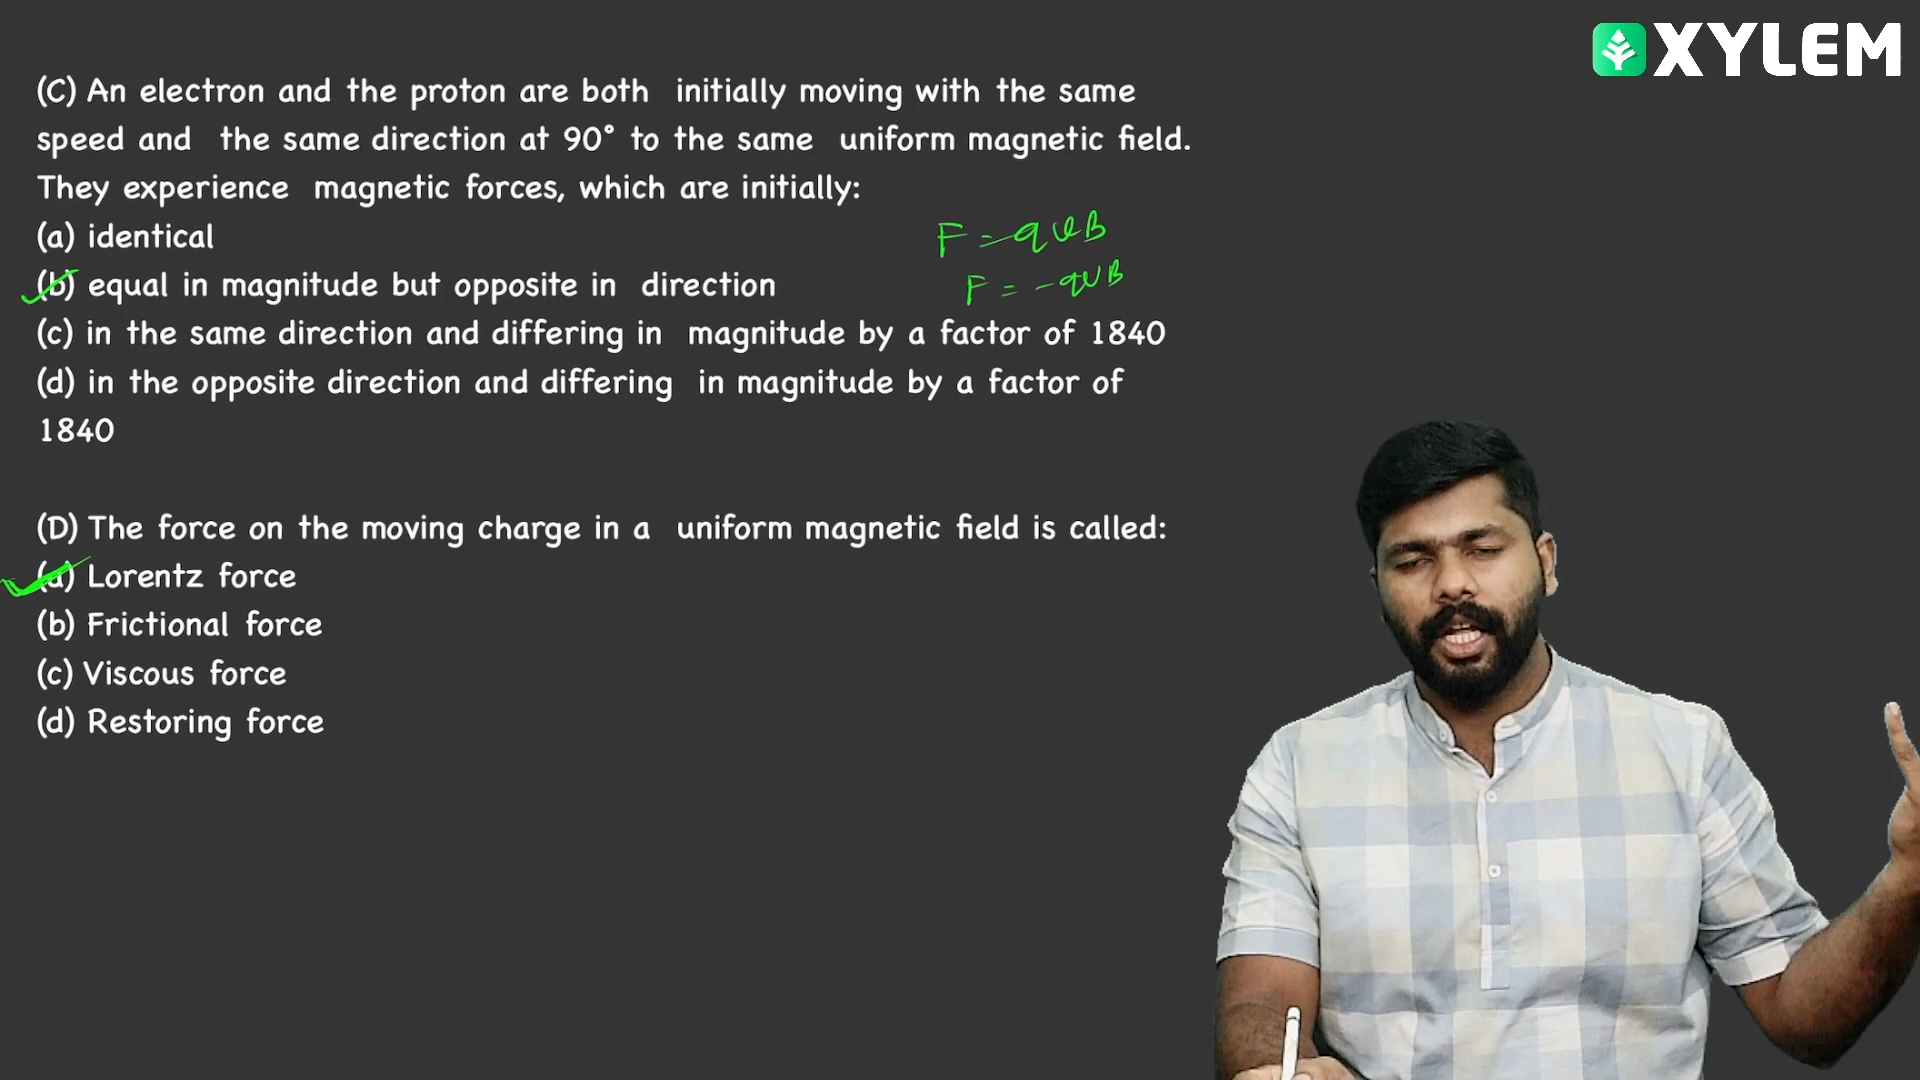 XYLEM
(C) An electron and the proton are both initially moving with the same
speed and the same direction at 90° to the same uniform magnetic field.
They experience magnetic forces, which are initially:
(a) identical
F = qvB
(b) equal in magnitude but opposite in direction
F = -qvB
(c) in the same direction and differing in magnitude by a factor of 1840
(d) in the opposite direction and differing in magnitude by a factor of
1840
(D) The force on the moving charge in a uniform magnetic field is called:
(a) Lorentz force
(b) Frictional force
(c) Viscous force
(d) Restoring force